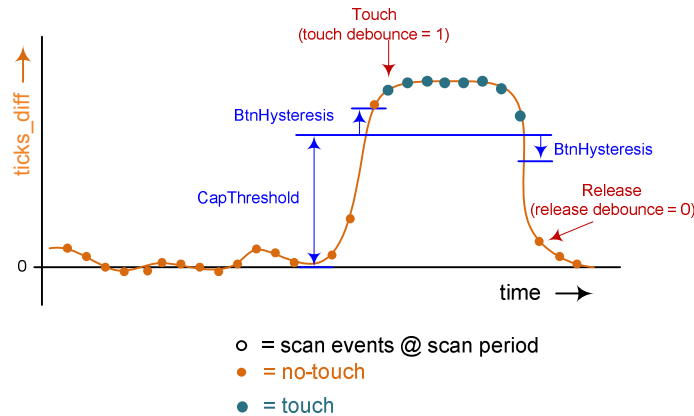 Touch
(touch debounce = 1)
ticks_diff
BtnHysteresis
BtnHysteresis
CapThreshold
Release
(release debounce = 0)
0
time
= scan events @ scan period
= no-touch
= touch